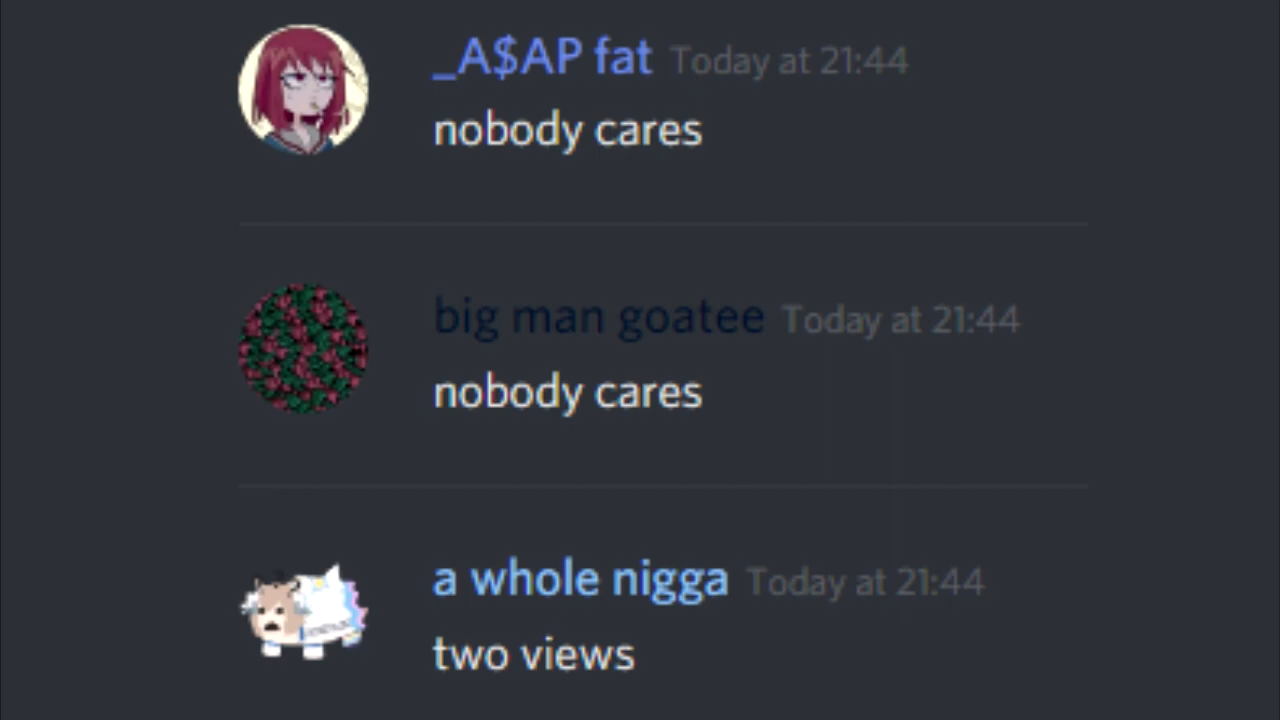 _A$AP fat Today at 21:44
nobody cares
big man goatee Today at 21:44
nobody cares
a whole nigga Today at 21:44
two views